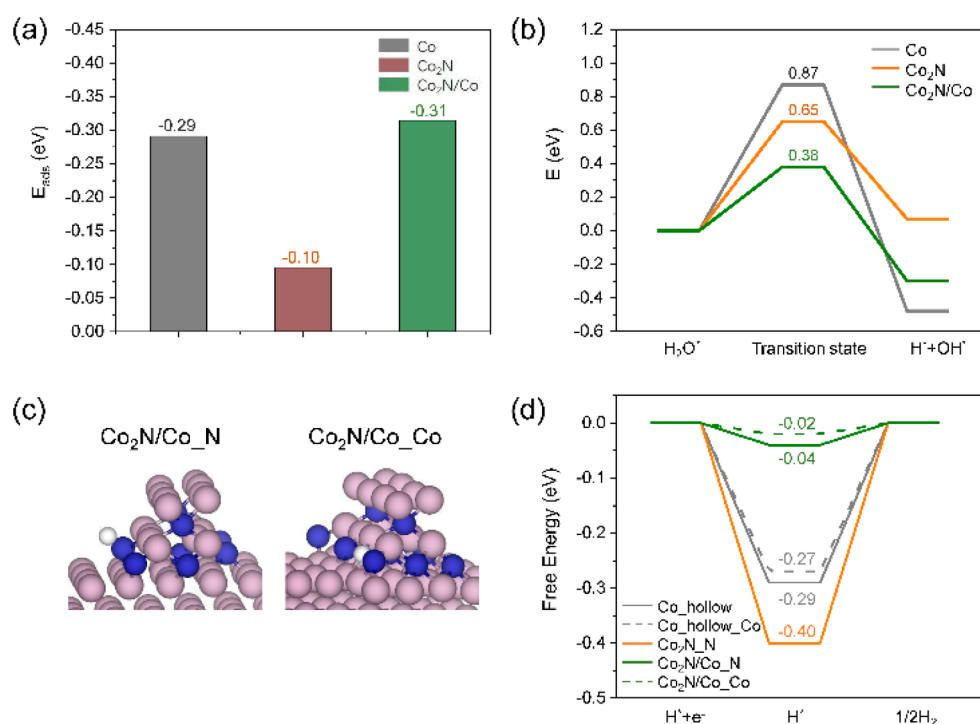 (a)
-0.45
-0.40
-0.35
-0.30
-0.25
-0.20
-0.15
-0.10
-0.05
0.00
E_ads (eV)
Co
Co₂N
Co₂N/Co
-0.29
-0.10
-0.31
(b)
1.2
1.0
0.8
0.6
0.4
0.2
0.0
-0.2
-0.4
-0.6
E (eV)
Co
Co₂N
Co₂N/Co
0.87
0.65
0.38
H₂O*
Transition state
H*+OH*
(c)
Co₂N/Co_N
Co₂N/Co_Co
(d)
0.0
-0.1
-0.2
-0.3
-0.4
-0.5
Free Energy (eV)
-0.02
-0.04
-0.27
-0.29
-0.40
Co_hollow
Co_hollow_Co
Co₂N_N
Co₂N/Co_N
Co₂N/Co_Co
H⁺+e⁻
H*
1/2H₂